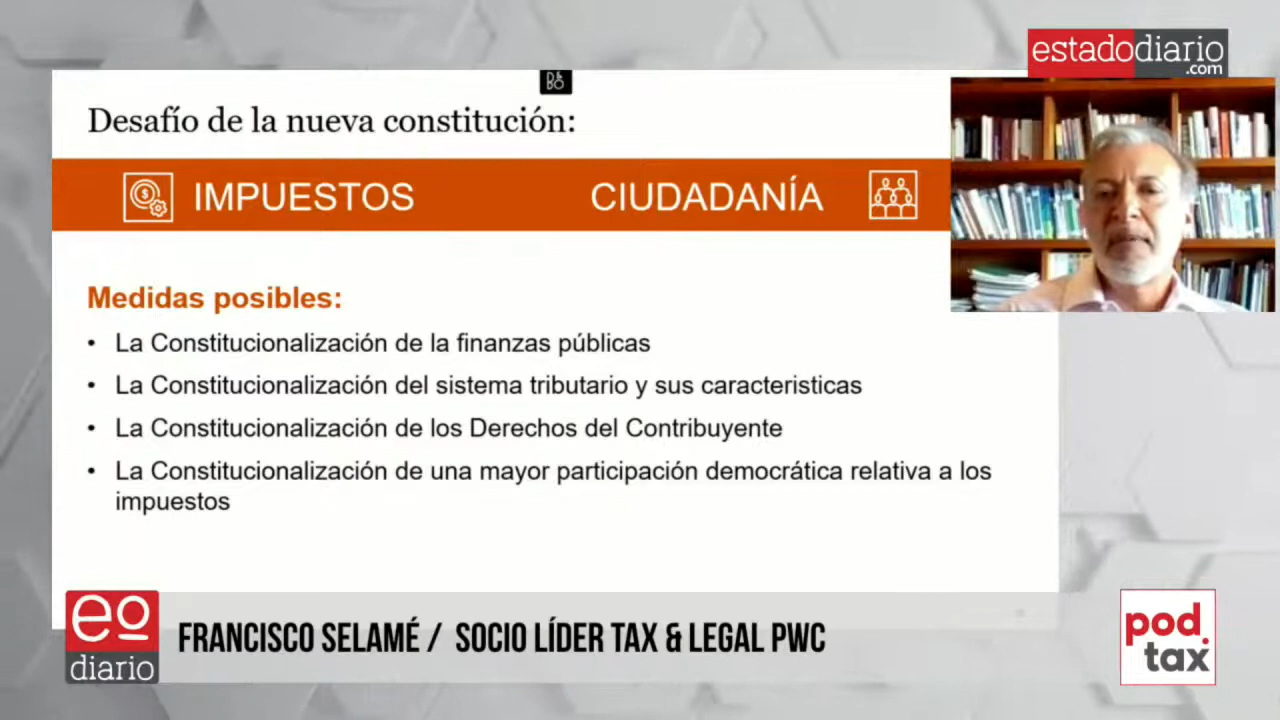 estadodiario
.com
D&
BO
Desafío de la nueva constitución:
IMPUESTOS
CIUDADANÍA
Medidas posibles:
• La Constitucionalización de la finanzas públicas
• La Constitucionalización del sistema tributario y sus caracteristicas
• La Constitucionalización de los Derechos del Contribuyente
• La Constitucionalización de una mayor participación democrática relativa a los
impuestos
eo
diario
FRANCISCO SELAMÉ / SOCIO LÍDER TAX & LEGAL PWC
pod.
tax